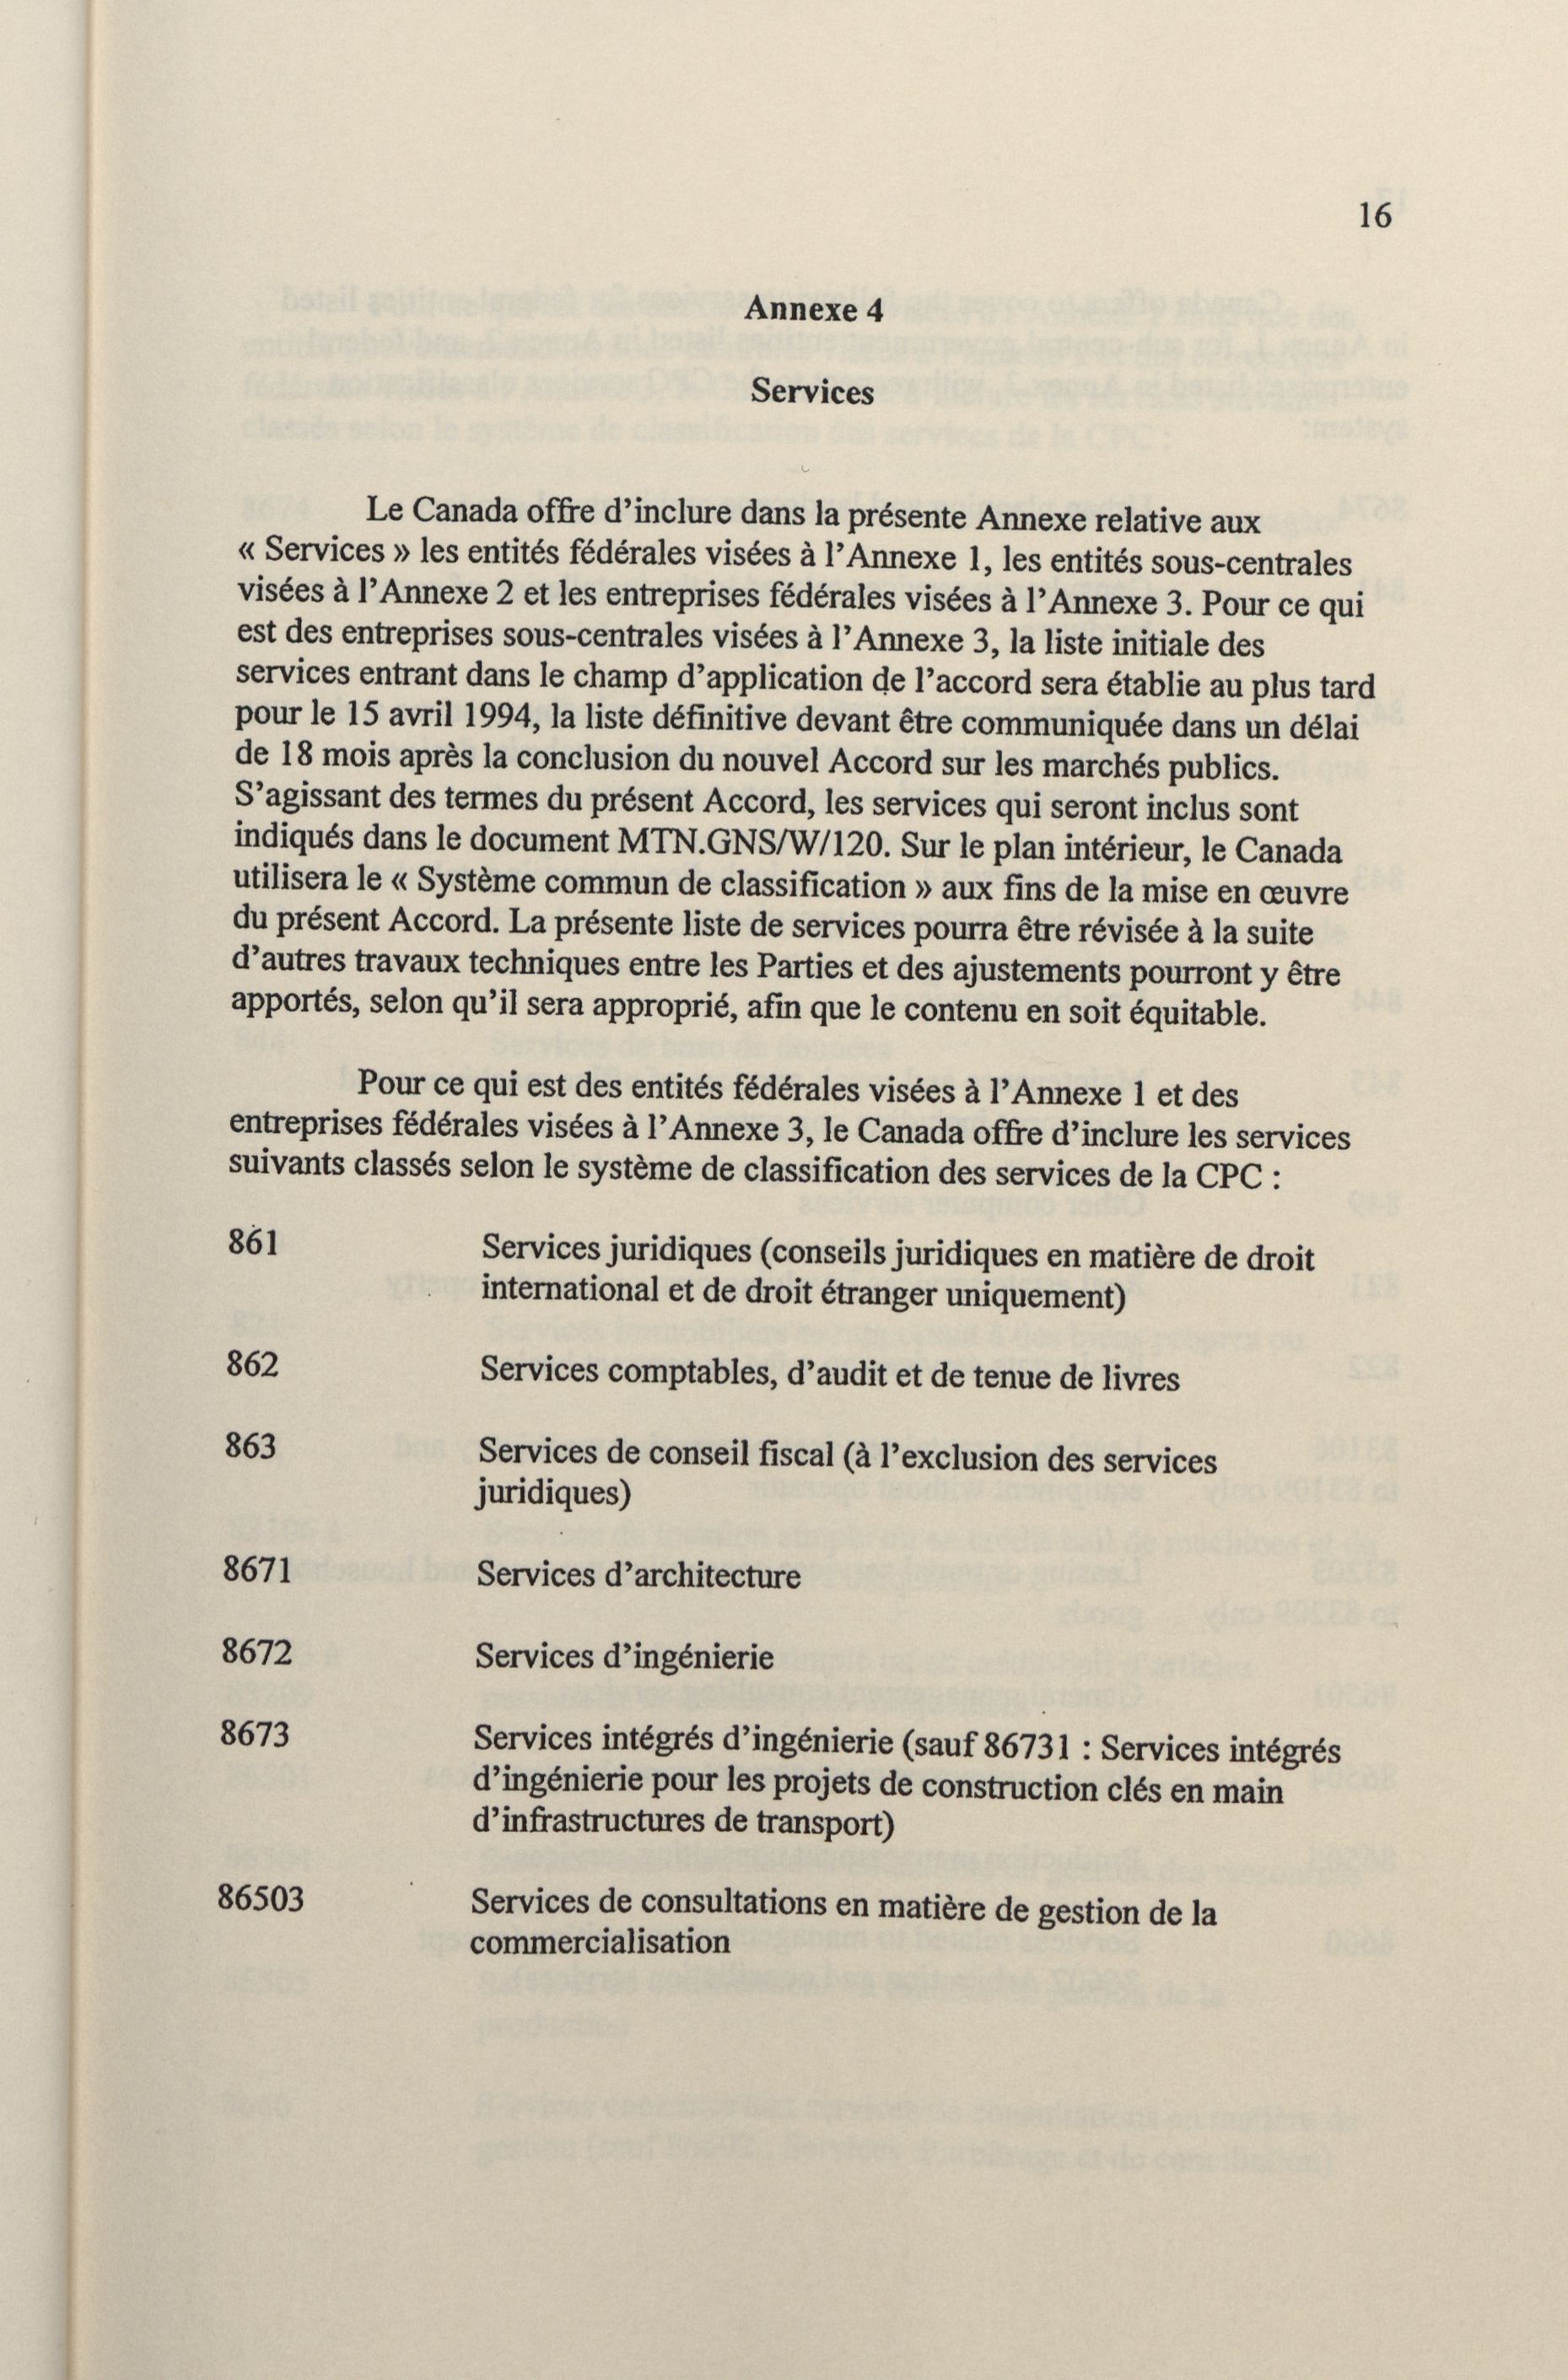 16
Annexe 4
Services
Le Canada offre d'inclure dans la présente Annexe relative aux
« Services » les entités fédérales visées à l'Annexe 1, les entités sous-centrales
visées à l'Annexe 2 et les entreprises fédérales visées à l'Annexe 3. Pour ce qui
est des entreprises sous-centrales visées à l'Annexe 3, la liste initiale des
services entrant dans le champ d'application de l'accord sera établie au plus tard
pour le 15 avril 1994, la liste définitive devant être communiquée dans un délai
de 18 mois après la conclusion du nouvel Accord sur les marchés publics.
S'agissant des termes du présent Accord, les services qui seront inclus sont
indiqués dans le document MTN.GNS/W/120. Sur le plan intérieur, le Canada
utilisera le « Système commun de classification » aux fins de la mise en œuvre
du présent Accord. La présente liste de services pourra être révisée à la suite
d'autres travaux techniques entre les Parties et des ajustements pourront y être
apportés, selon qu'il sera approprié, afin que le contenu en soit équitable.
Pour ce qui est des entités fédérales visées à l'Annexe 1 et des
entreprises fédérales visées à l'Annexe 3, le Canada offre d'inclure les services
suivants classés selon le système de classification des services de la CPC :
861 Services juridiques (conseils juridiques en matière de droit
international et de droit étranger uniquement)
862 Services comptables, d'audit et de tenue de livres
863 Services de conseil fiscal (à l'exclusion des services
juridiques)
8671 Services d'architecture
8672 Services d'ingénierie
8673 Services intégrés d'ingénierie (sauf 86731 : Services intégrés
d'ingénierie pour les projets de construction clés en main
d'infrastructures de transport)
86503 Services de consultations en matière de gestion de la
commercialisation